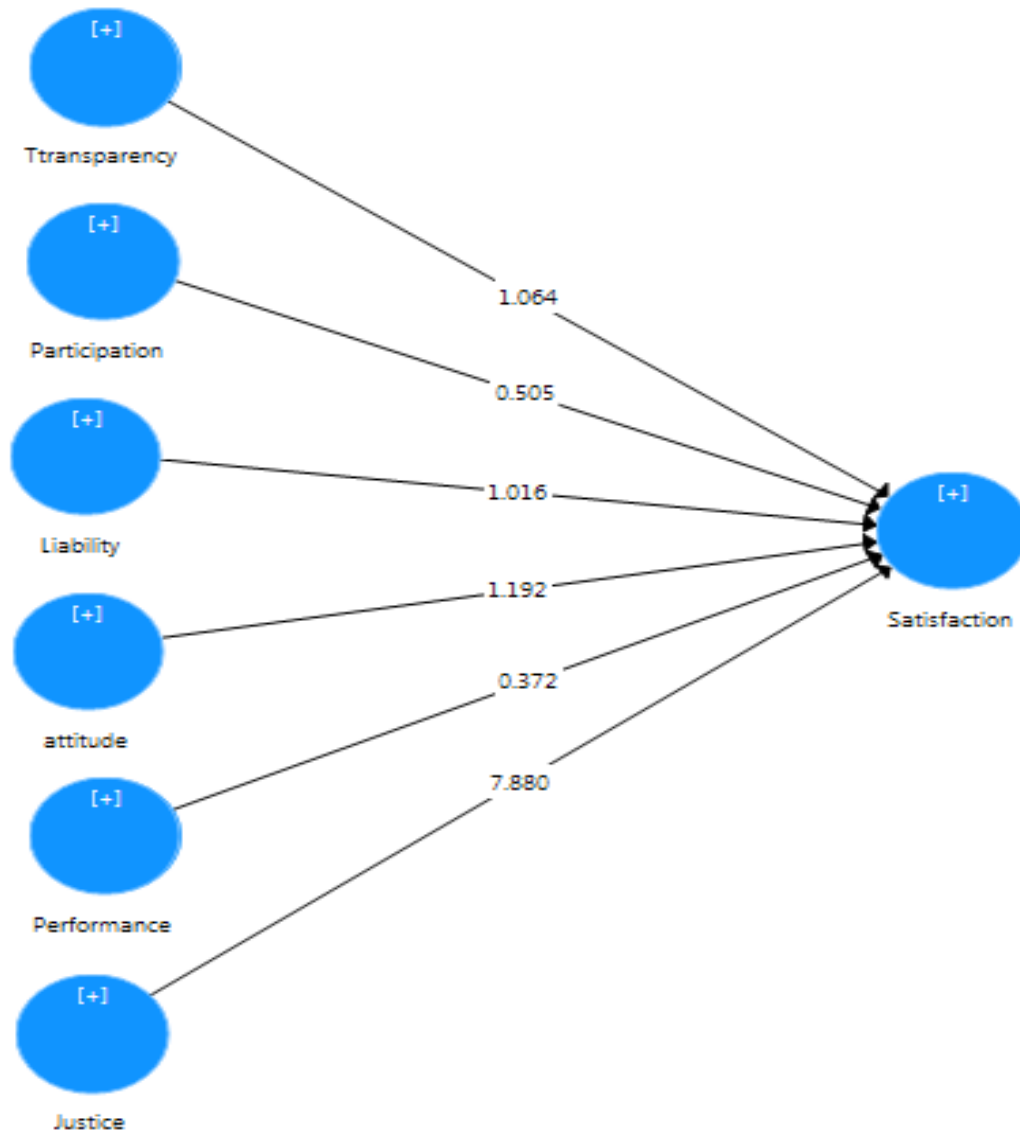 [+]
Ttransparency
[+]
Participation
[+]
Liability
[+]
attitude
[+]
Performance
[+]
Justice
1.064
0.505
1.016
1.192
0.372
7.880
[+]
Satisfaction